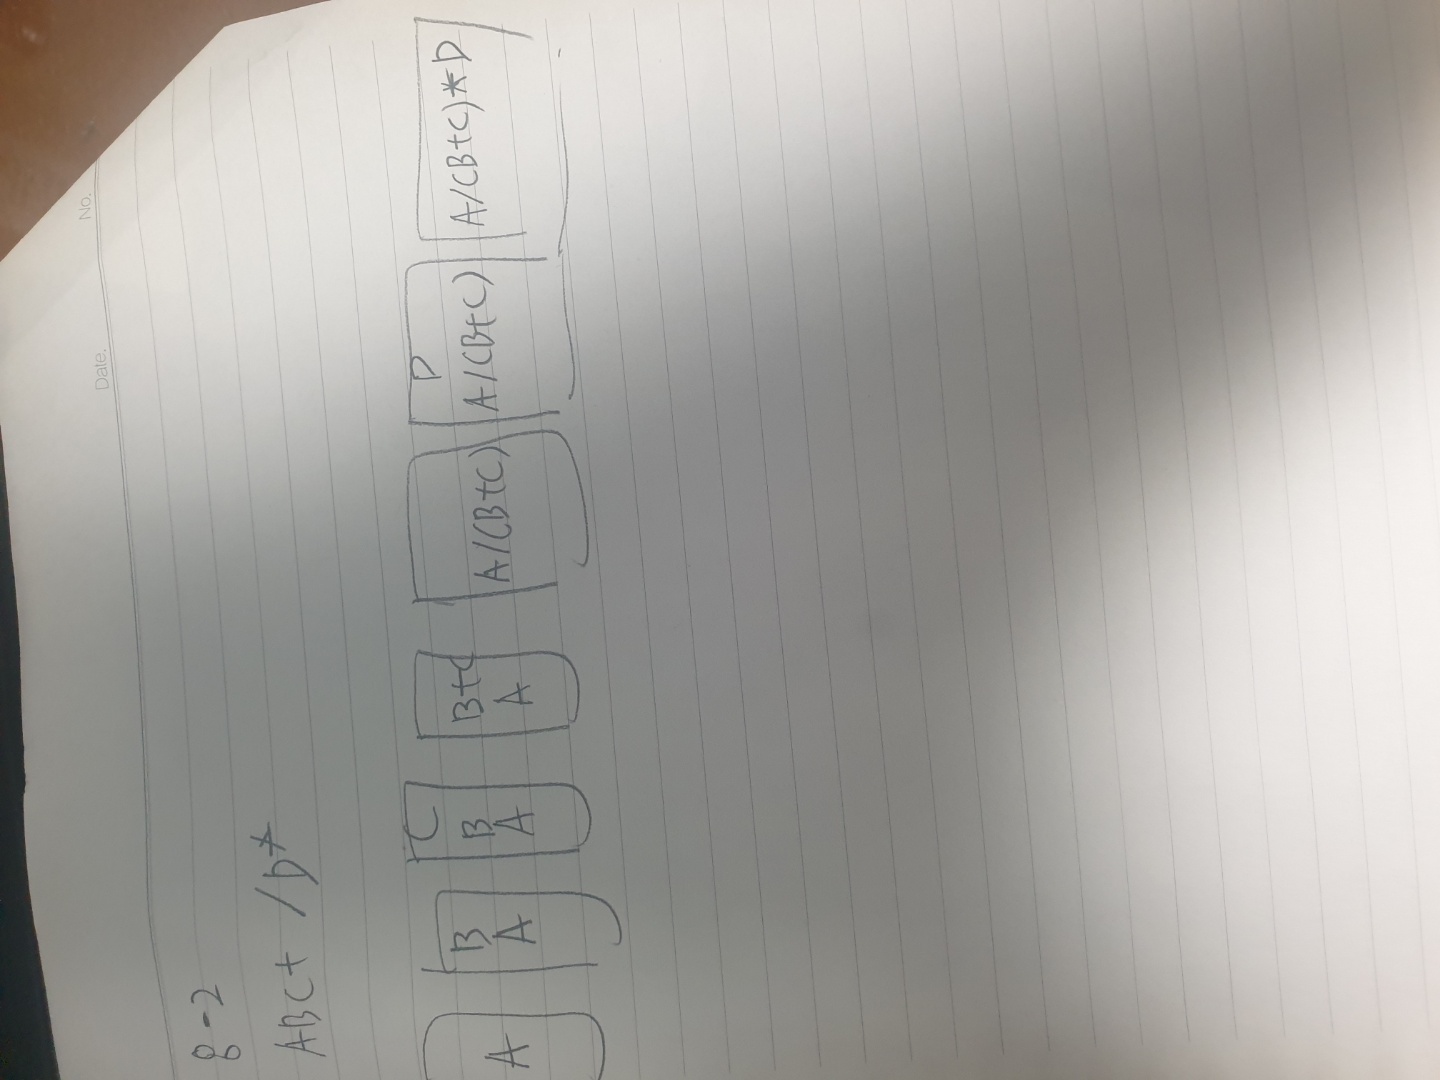 No.
Date.
8-2
ABC+/D*
A
B
A
C
B
A
B+C
A
A/(B+C)
D
A/(B+C)
A/(B+C)*D